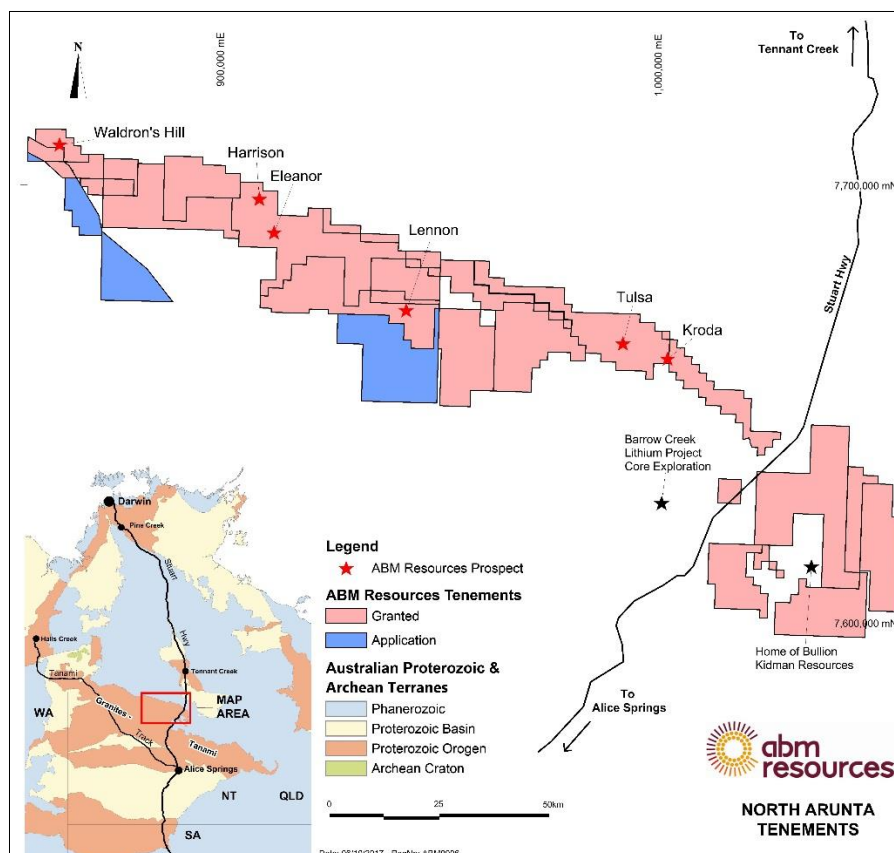 N
900,000 mE
1,000,000 mE
To
Tennant Creek
Waldron's Hill
Harrison
Eleanor
7,700,000 mN
Lennon
Stuart Hwy
Tulsa
Kroda
Barrow Creek
Lithium Project
Core Exploration
7,600,000 mN
Home of Bullion
Kidman Resources
To
Alice Springs
Darwin
Pine Creek
Stuart
Hwy
Halls Creek
Tennant Creek
Tanami
WA
Granites -
Tanami
Track
MAP
AREA
Alice Springs
NT
QLD
SA
Legend
ABM Resources Prospect
ABM Resources Tenements
Granted
Application
Australian Proterozoic &
Archean Terranes
Phanerozoic
Proterozoic Basin
Proterozoic Orogen
Archean Craton
0 25 50km
abm
resources
NORTH ARUNTA
TENEMENTS